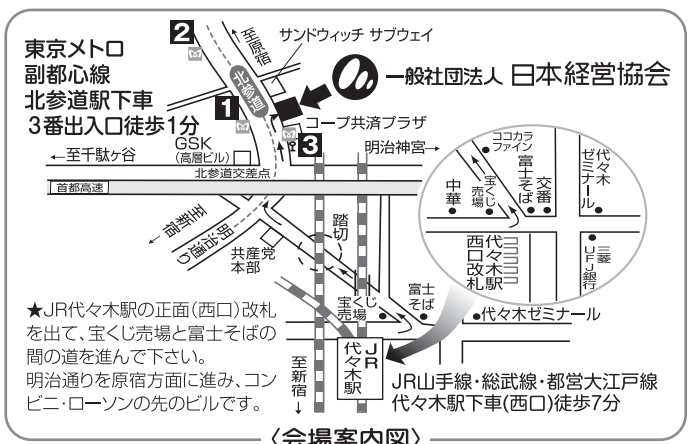 東京メトロ
副都心線
北参道駅下車
3番出入口徒歩1分
2
至原宿
サンドウィッチ サブウェイ
一般社団法人 日本経営協会
北参道
1
コープ共済プラザ
3
GSK
(高層ビル)
←至千駄ヶ谷
明治神宮→
北参道交差点
首都高速
至新宿
明治通り
共産党
本部
踏切
ココカラ
ファイン
代々木
ゼミナール
中華
宝くじ
売場
富士そば
交番
代々木駅
西口改札
三菱
UFJ銀行
★JR代々木駅の正面(西口)改札
を出て、宝くじ売場と富士そばの
間の道を進んで下さい。
明治通りを原宿方面に進み、コン
ビニ・ローソンの先のビルです。
宝くじ
売場
富士
そば
代々木ゼミナール
至新宿
JR
代々木駅
JR山手線・総武線・都営大江戸線
代々木駅下車(西口)徒歩7分
〈会場案内図〉